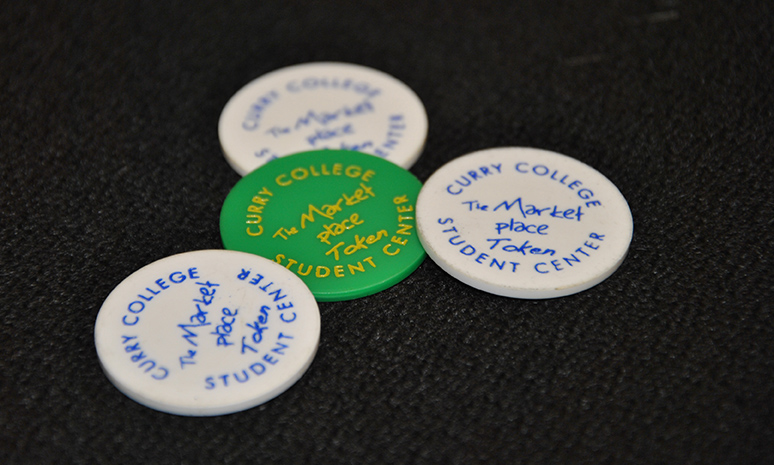 CURRY COLLEGE
The Market
place
STUDENT CENTER
CURRY COLLEGE
The Market
place
Token
STUDENT CENTER
CURRY COLLEGE
The Market
place
Token
STUDENT CENTER
CURRY COLLEGE
The Market
place
Token
STUDENT CENTER